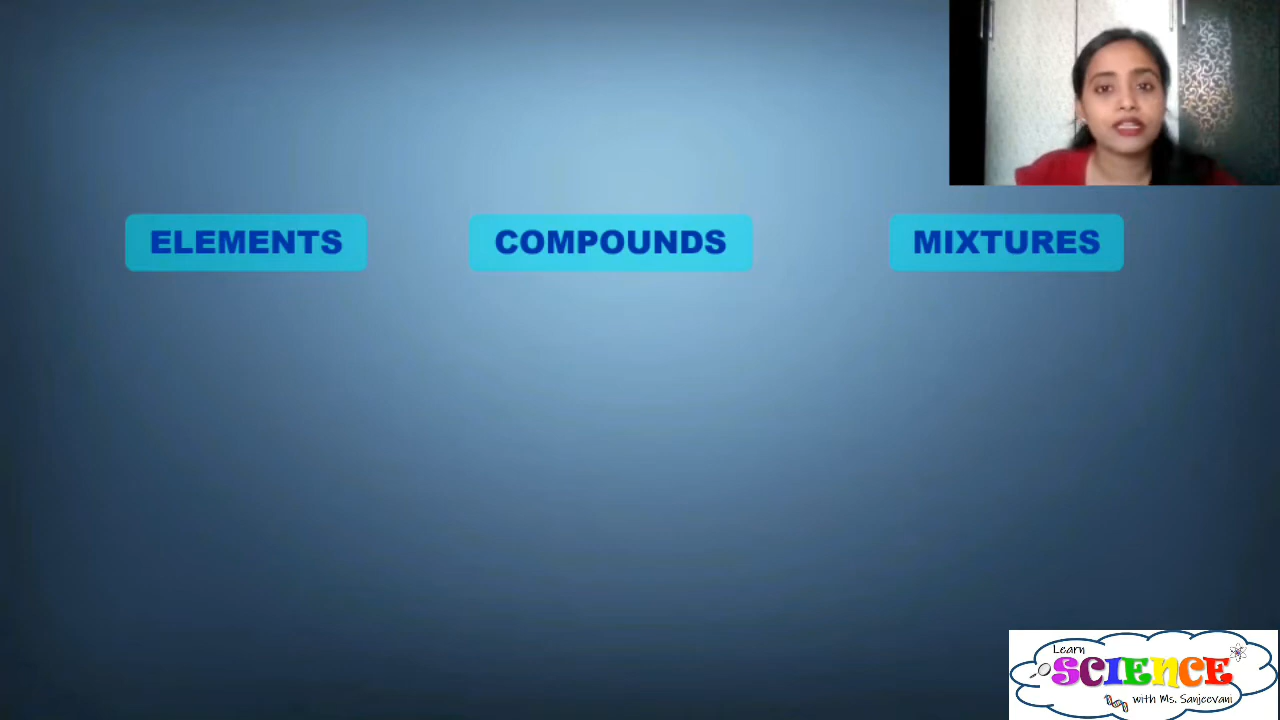 ELEMENTS
COMPOUNDS
MIXTURES
Learn
SCIENCE
with Ms. Sanjeevani